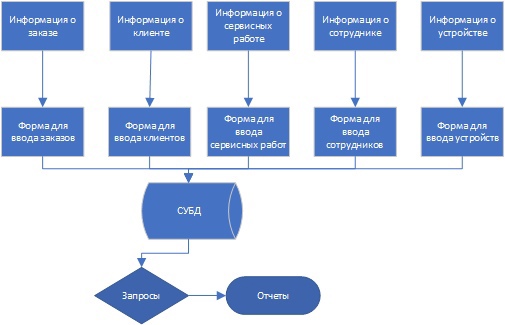 Информация о
заказе
Информация о
клиенте
Информация о
сервисных
работе
Информация о
сотруднике
Информация о
устройстве
Форма для
ввода заказов
Форма для
ввода клиентов
Форма для
ввода
сервисных работ
Форма для
ввода
сотрудников
Форма для
ввода устройств
СУБД
Запросы
Отчеты